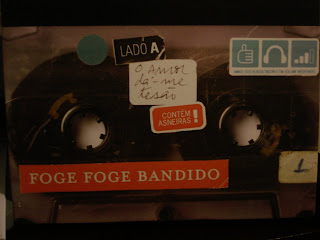 LADO A
O Amor
dá-me
tesão
CONTÉM
ASNEIRAS !
FOGE FOGE BANDIDO
1